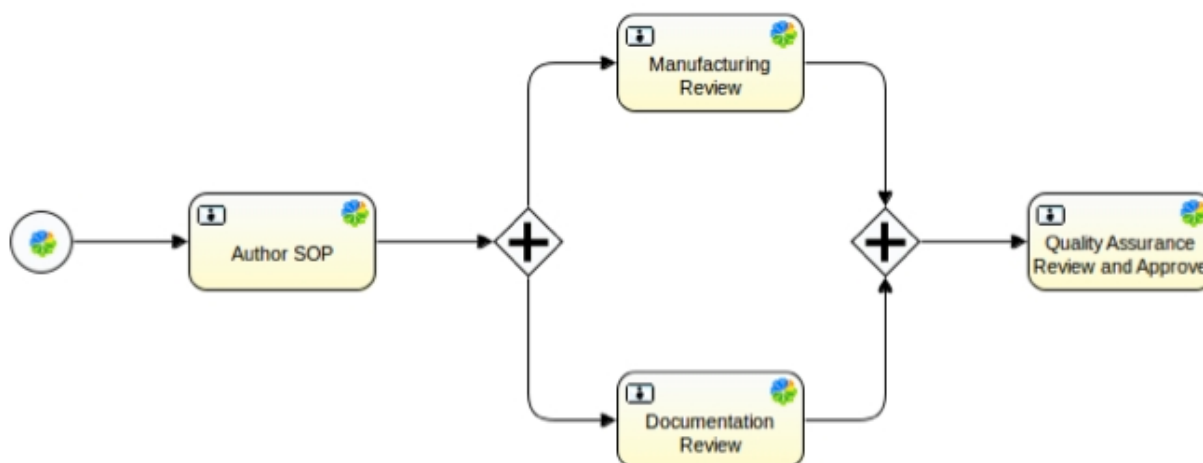 Manufacturing
Review
Author SOP
Quality Assurance
Review and Approve
Documentation
Review